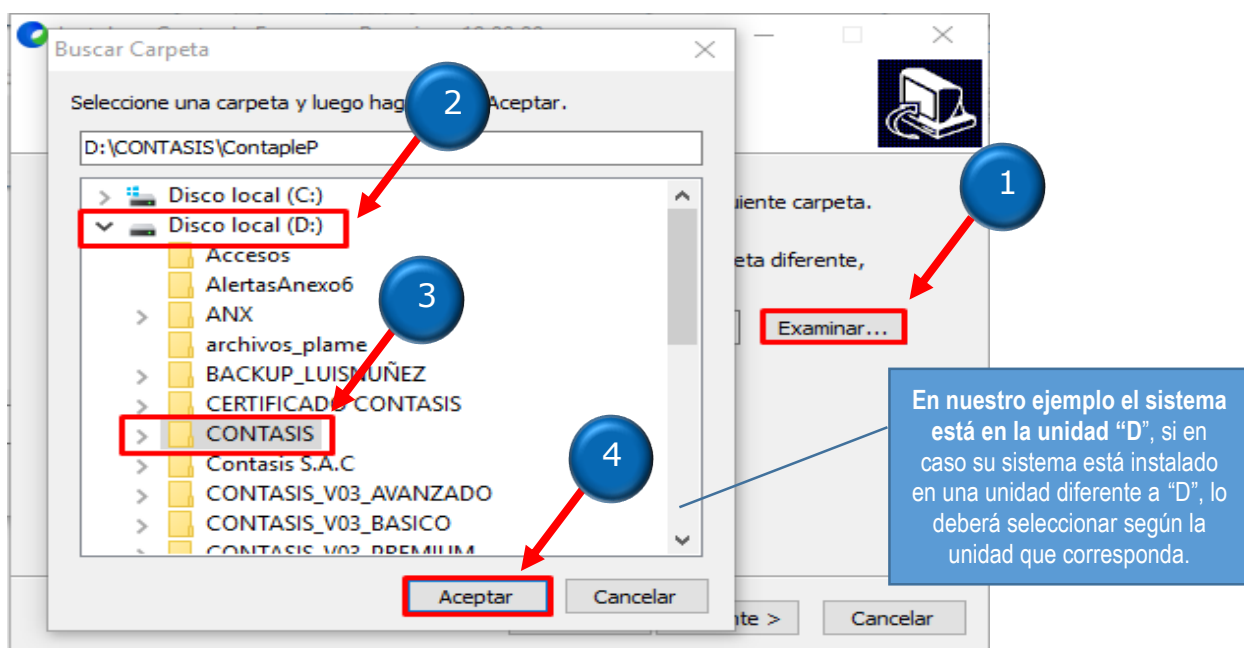 Buscar Carpeta
Seleccione una carpeta y luego hag Aceptar.
2
D:\CONTASIS\ContapleP
1
Disco local (C:)
Disco local (D:)
Accesos
AlertasAnexo6
ANX
archivos_plame
BACKUP_LUISNUÑEZ
CERTIFICADO CONTASIS
CONTASIS
Contasis S.A.C
CONTASIS_V03_AVANZADO
CONTASIS_V03_BASICO
CONTASIS_V03_PREMIUM
3
4
Aceptar
Cancelar
iente carpeta.
eta diferente,
Examinar...
En nuestro ejemplo el sistema
está en la unidad “D”, si en
caso su sistema está instalado
en una unidad diferente a “D”, lo
deberá seleccionar según la
unidad que corresponda.
nte >
Cancelar